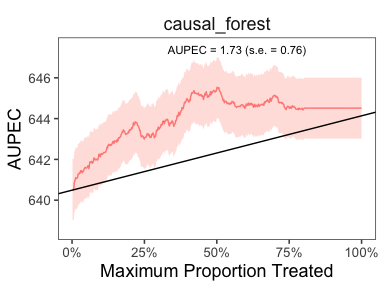 causal_forest
AUPEC = 1.73 (s.e. = 0.76)
AUPEC
646
644
642
640
0% 25% 50% 75% 100%
Maximum Proportion Treated